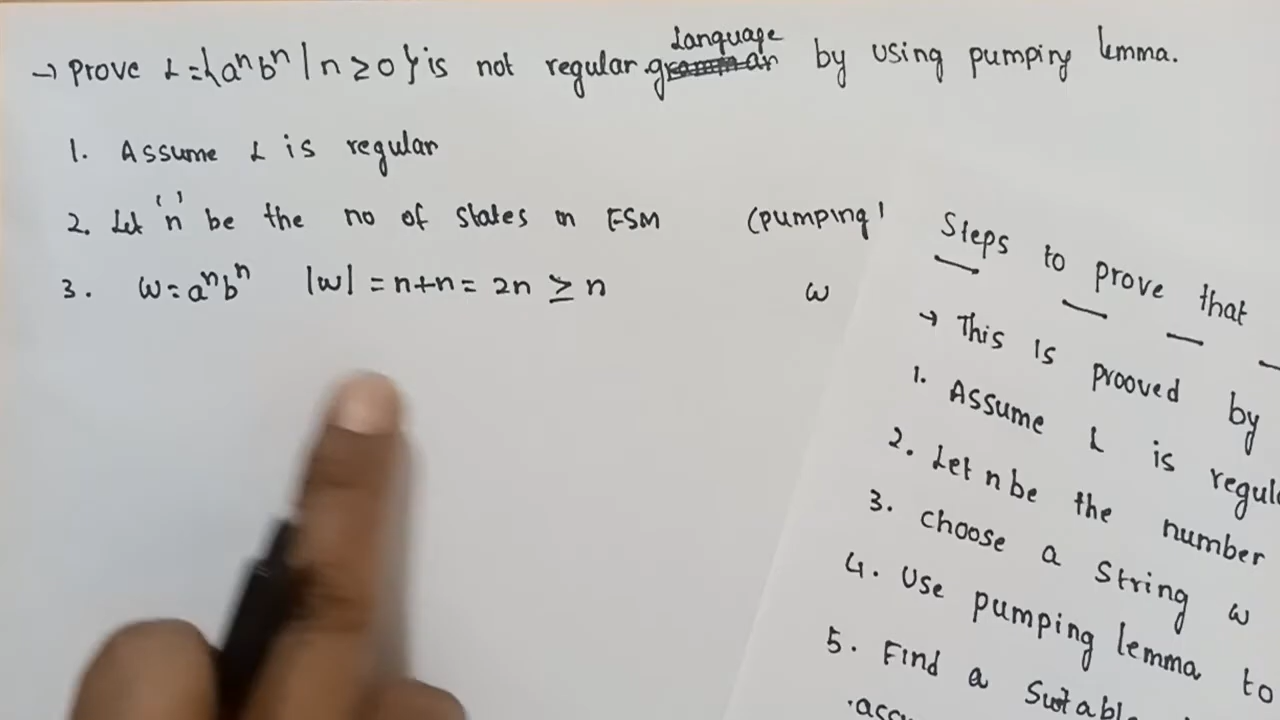 → Prove L = {aⁿbⁿ | n ≥ 0} is not regular Language by using pumping lemma.
1. Assume L is regular
2. Let 'n' be the no of states in FSM (pumping
3. w = aⁿbⁿ |w| = n+n = 2n ≥ n w
Steps to prove that
→ This is prooved by
1. Assume L is
2. Let n be the number
3. choose a string w
4. Use pumping lemma to
5. Find a